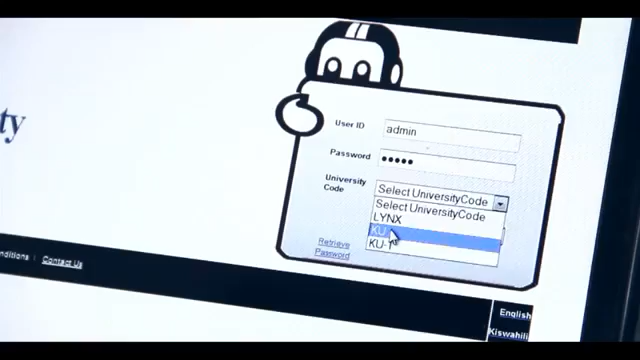 ty
User ID admin
Password •••••
University Code Select UniversityCode
Select UniversityCode
LYNX
KU
KU-T
Retrieve Password
Contact Us
English
Kiswahili